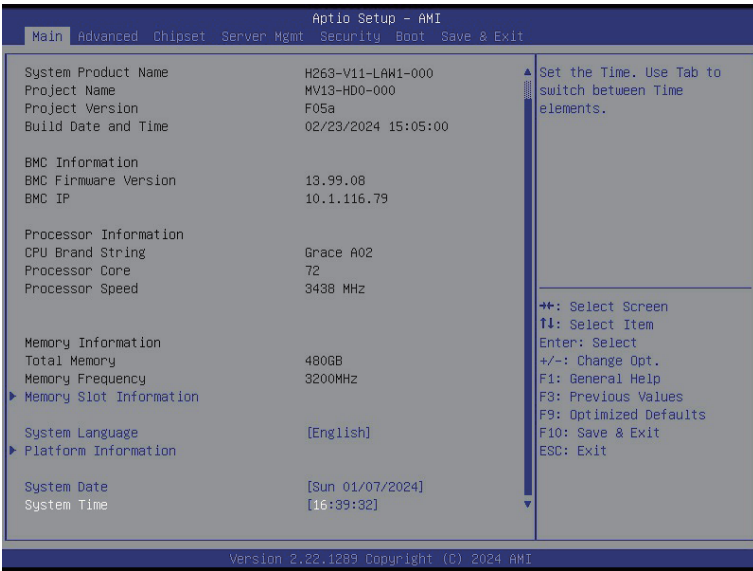 Aptio Setup - AMI
Main Advanced Chipset Server Mgmt Security Boot Save & Exit
System Product Name H263-V11-LAW1-000
Project Name MV13-HD0-000
Project Version F05a
Build Date and Time 02/23/2024 15:05:00
BMC Information
BMC Firmware Version 13.99.08
BMC IP 10.1.116.79
Processor Information
CPU Brand String Grace A02
Processor Core 72
Processor Speed 3438 MHz
Memory Information
Total Memory 480GB
Memory Frequency 3200MHz
Memory Slot Information
System Language [English]
Platform Information
System Date [Sun 01/07/2024]
System Time [16:39:32]
Set the Time. Use Tab to
switch between Time
elements.
→←: Select Screen
↑↓: Select Item
Enter: Select
+/-: Change Opt.
F1: General Help
F3: Previous Values
F9: Optimized Defaults
F10: Save & Exit
ESC: Exit
Version 2.22.1289 Copyright (C) 2024 AMI